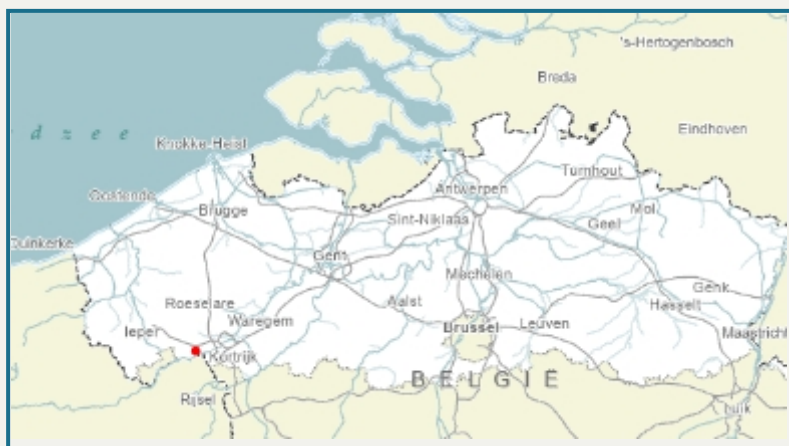 's-Hertogenbosch
Breda
dzee
Eindhoven
Knokke-Heist
Turnhout
Antwerpen
Oostende
Mol
Brugge
Sint-Niklaas
Geel
Duinkerke
Gent
Mechelen
Genk
Roeselare
Aalst
Hasselt
Waregem
Brussel
Leuven
Ieper
Maastricht
Kortrijk
BELGIË
Rijsel
Luik